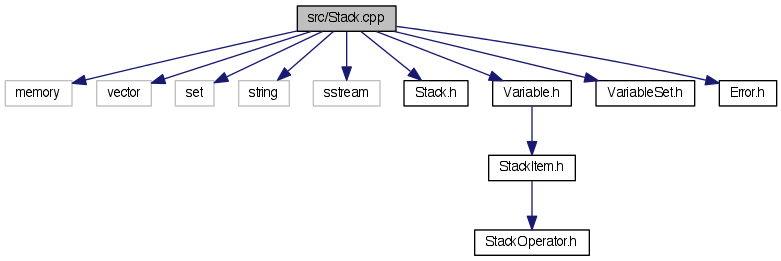 src/Stack.cpp
memory
vector
set
string
sstream
Stack.h
Variable.h
VariableSet.h
Error.h
StackItem.h
StackOperator.h